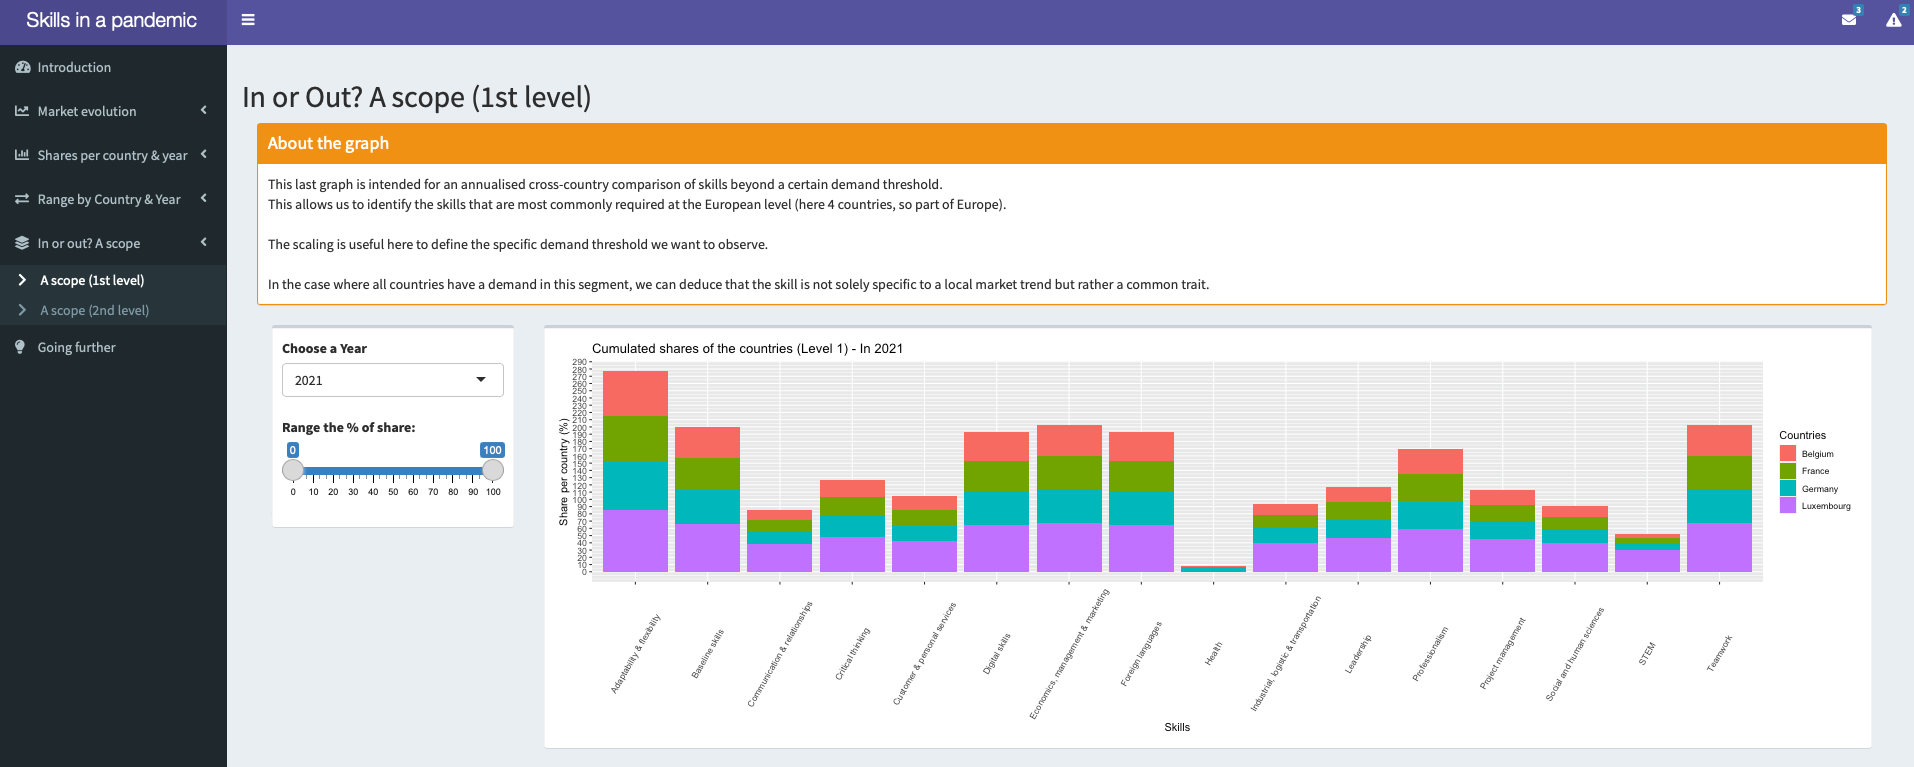 Skills in a pandemic
3
2
Introduction
Market evolution
Shares per country & year
Range by Country & Year
In or out? A scope
A scope (1st level)
A scope (2nd level)
Going further
In or Out? A scope (1st level)
About the graph
This last graph is intended for an annualised cross-country comparison of skills beyond a certain demand threshold.
This allows us to identify the skills that are most commonly required at the European level (here 4 countries, so part of Europe).
The scaling is useful here to define the specific demand threshold we want to observe.
In the case where all countries have a demand in this segment, we can deduce that the skill is not solely specific to a local market trend but rather a common trait.
Choose a Year
2021
Range the % of share:
0 100
0 10 20 30 40 50 60 70 80 90 100
Cumulated shares of the countries (Level 1) - In 2021
Share per country (%)
290
280
270
260
250
240
230
220
210
200
190
180
170
160
150
140
130
120
110
100
90
80
70
60
50
40
30
20
10
0
Adaptability & flexibility
Baseline skills
Communication & relationships
Critical thinking
Customer & personal services
Digital skills
Economics, management & marketing
Foreign languages
Health
Industrial, logistic & transportation
Leadership
Professionalism
Project management
Social and human sciences
STEM
Teamwork
Skills
Countries
Belgium
France
Germany
Luxembourg